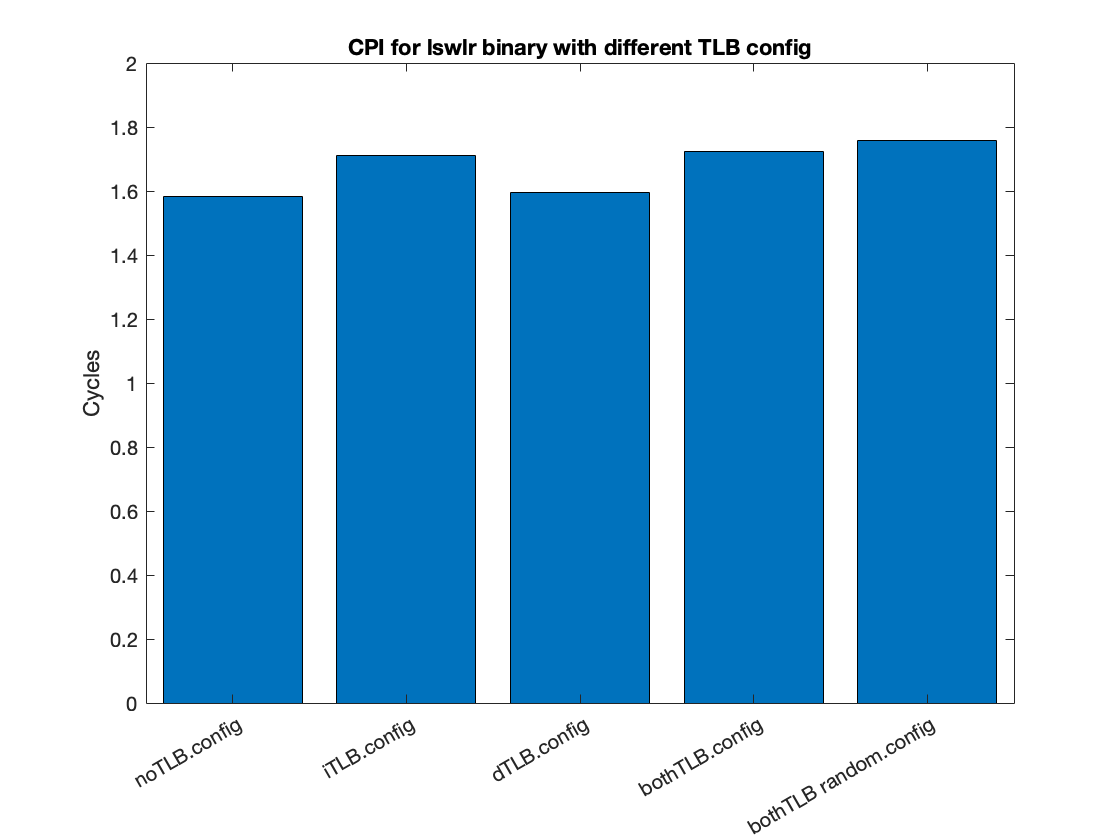 CPI for lswlr binary with different TLB config
2
1.8
1.6
1.4
1.2
1
0.8
0.6
0.4
0.2
0
Cycles
noTLB.config
iTLB.config
dTLB.config
bothTLB.config
bothTLB random.config